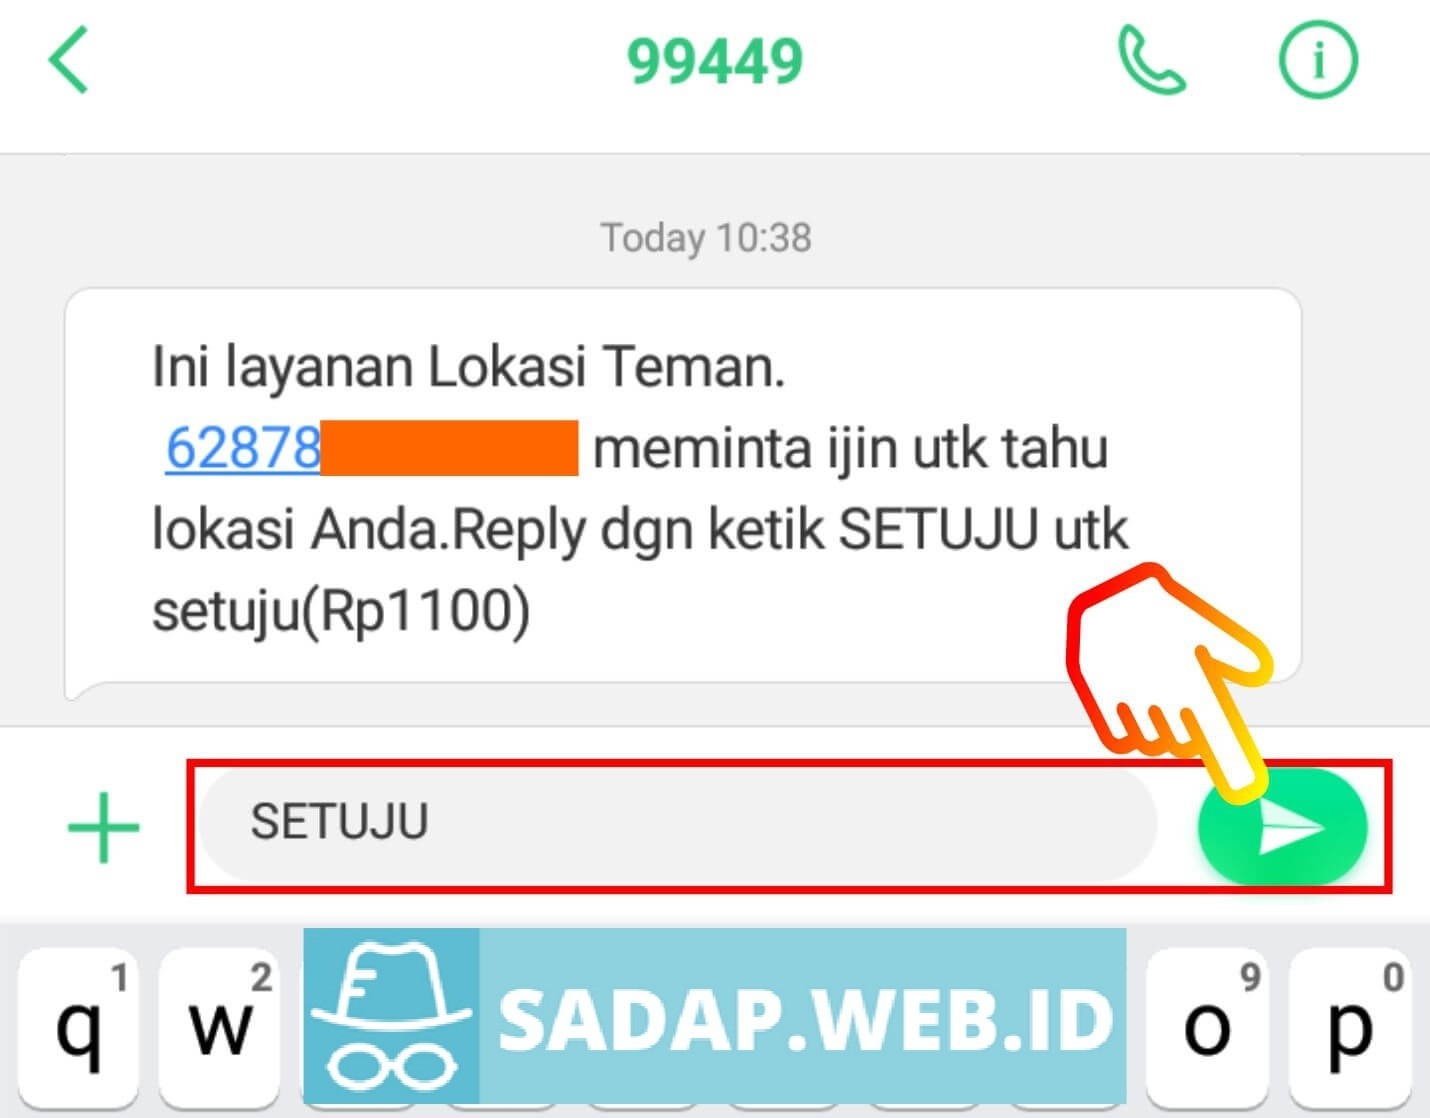 99449
Today 10:38
Ini layanan Lokasi Teman.
62878 meminta ijin utk tahu
lokasi Anda.Reply dgn ketik SETUJU utk
setuju(Rp1100)
SETUJU
1 2 9 0
q w o p
SADAP.WEB.ID